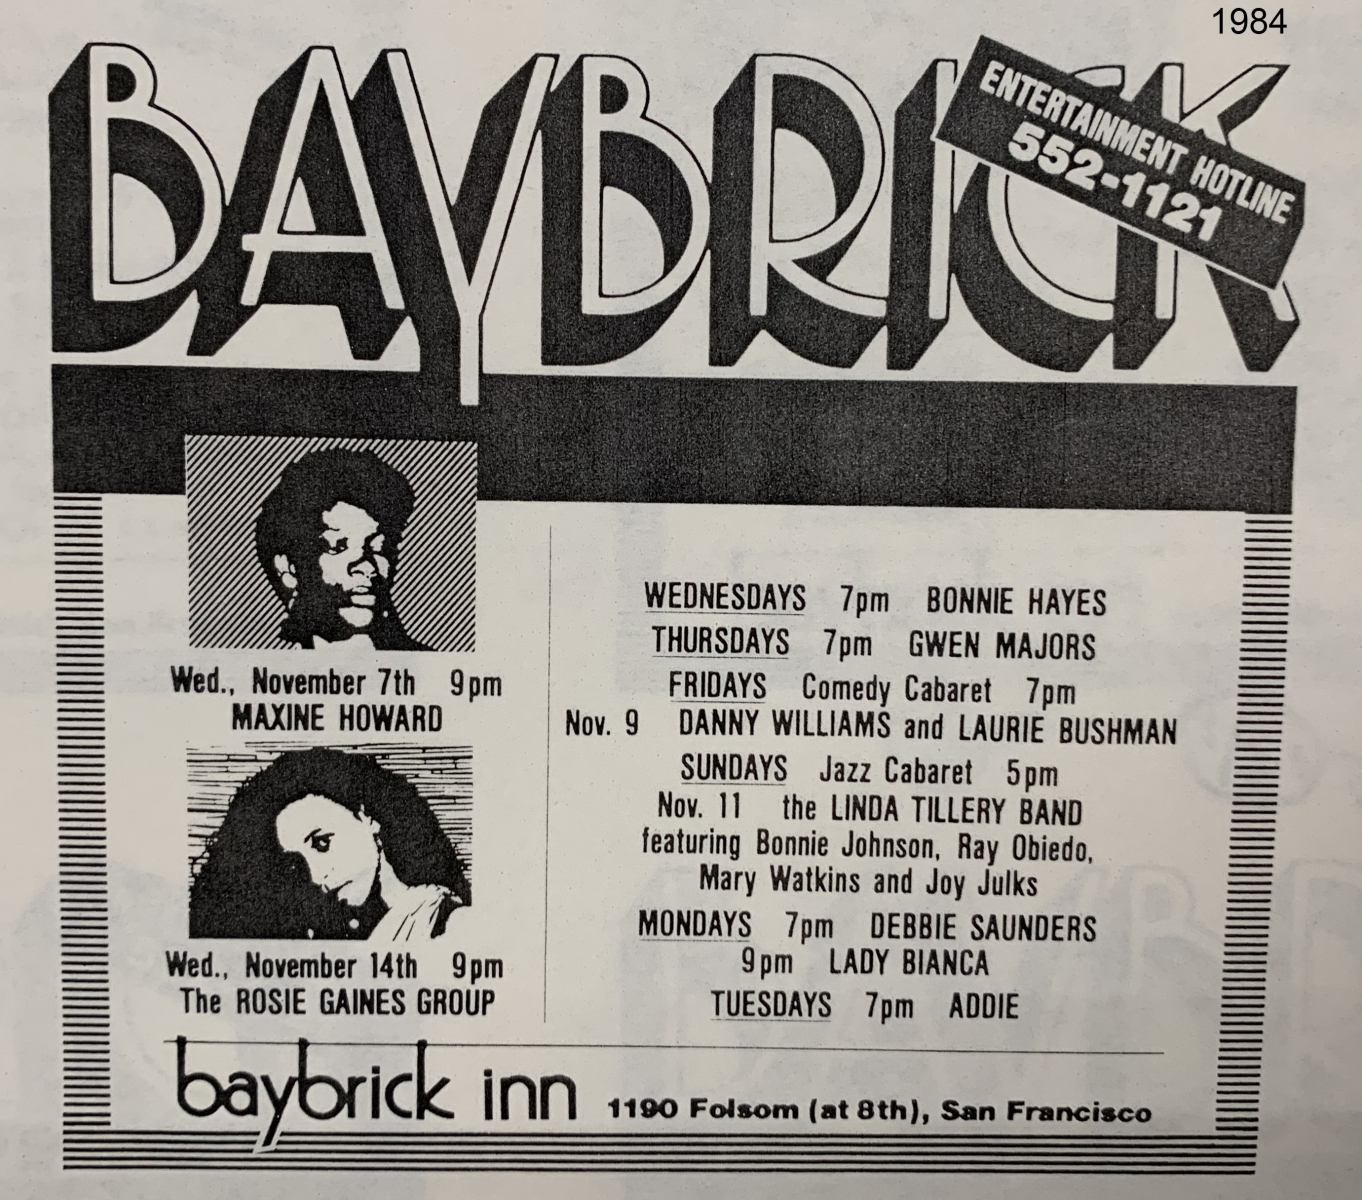 1984
BAYBRICK
ENTERTAINMENT HOTLINE
552-1121
Wed., November 7th 9pm
MAXINE HOWARD
Wed., November 14th 9pm
The ROSIE GAINES GROUP
WEDNESDAYS 7pm BONNIE HAYES
THURSDAYS 7pm GWEN MAJORS
FRIDAYS Comedy Cabaret 7pm
Nov. 9 DANNY WILLIAMS and LAURIE BUSHMAN
SUNDAYS Jazz Cabaret 5pm
Nov. 11 the LINDA TILLERY BAND
featuring Bonnie Johnson, Ray Obiedo,
Mary Watkins and Joy Julks
MONDAYS 7pm DEBBIE SAUNDERS
9pm LADY BIANCA
TUESDAYS 7pm ADDIE
baybrick inn 1190 Folsom (at 8th), San Francisco